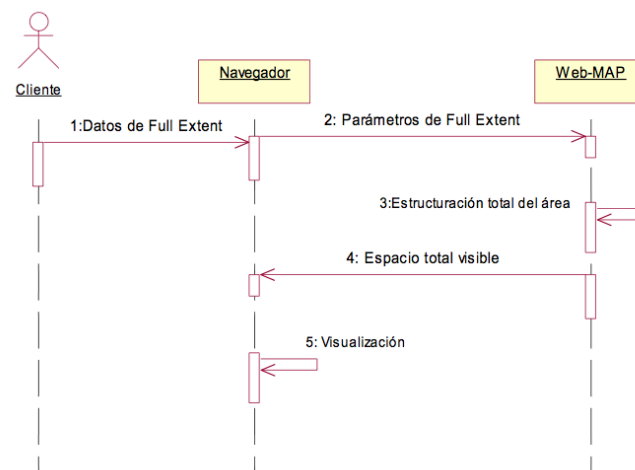 Cliente
Navegador
Web-MAP
1:Datos de Full Extent
2: Parámetros de Full Extent
3:Estructuración total del área
4: Espacio total visible
5: Visualización